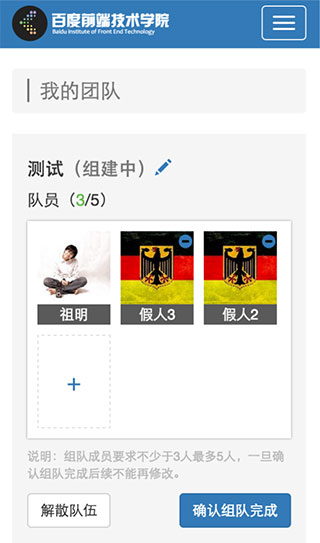 百度前端技术学院
Baidu Institute of Front End Technology
我的团队
测试（组建中）
队员（3/5）
祖明
假人3
假人2
+
说明：组队成员要求不少于3人最多5人，一旦确
认组队完成后续不能再修改。
解散队伍
确认组队完成